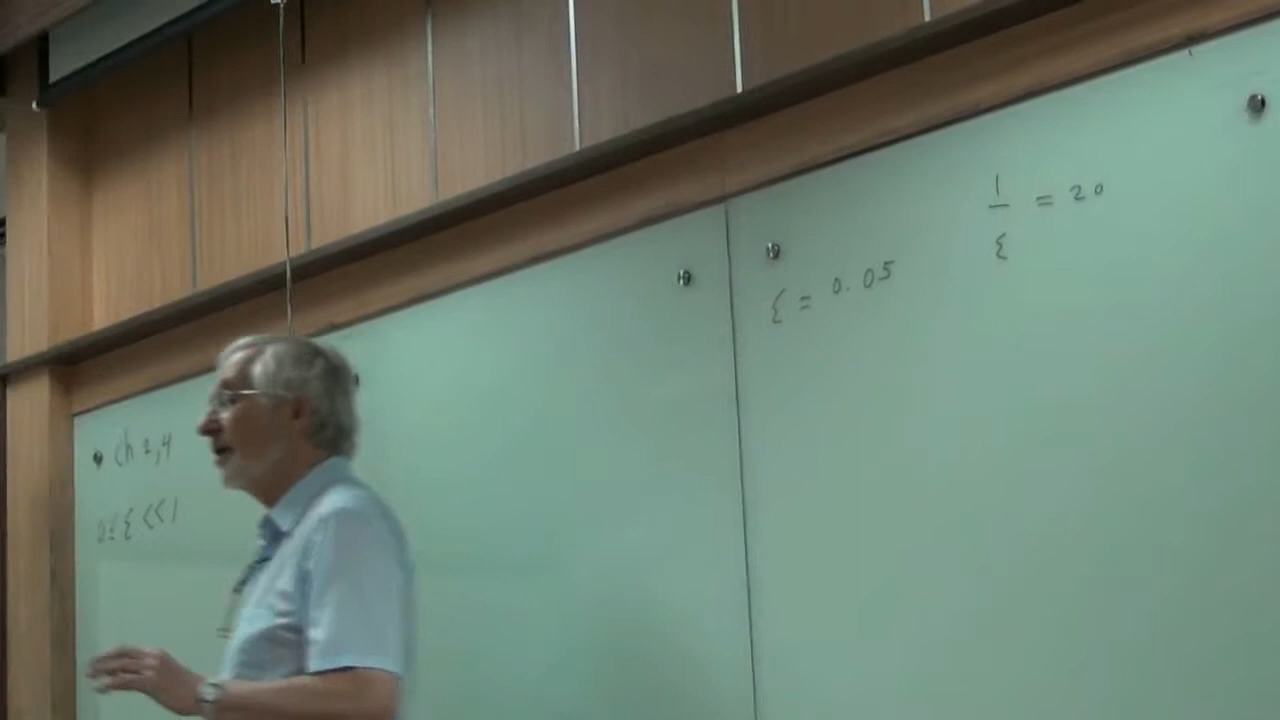 Ch 2,4
0 ≤ ε << 1
=
ε = 0.05
1/ε = 20